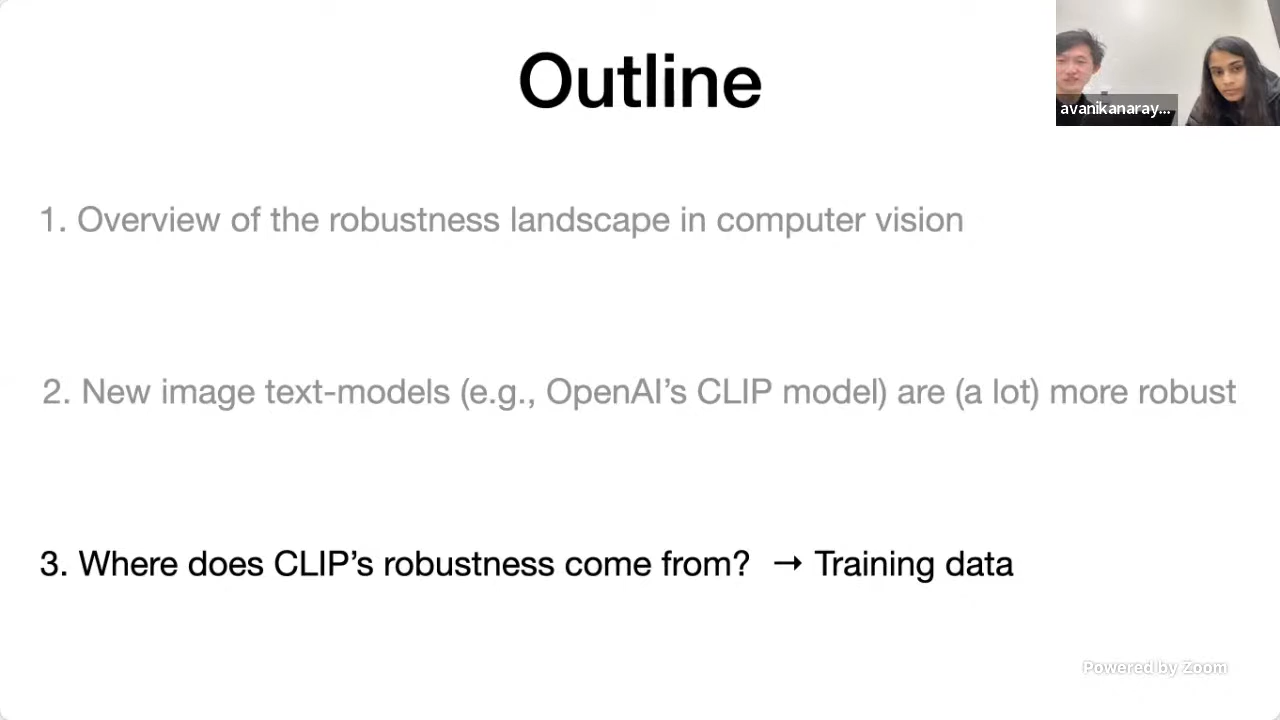 Outline
avanikanaray...
1. Overview of the robustness landscape in computer vision
2. New image text-models (e.g., OpenAI’s CLIP model) are (a lot) more robust
3. Where does CLIP’s robustness come from? → Training data
Powered by Zoom